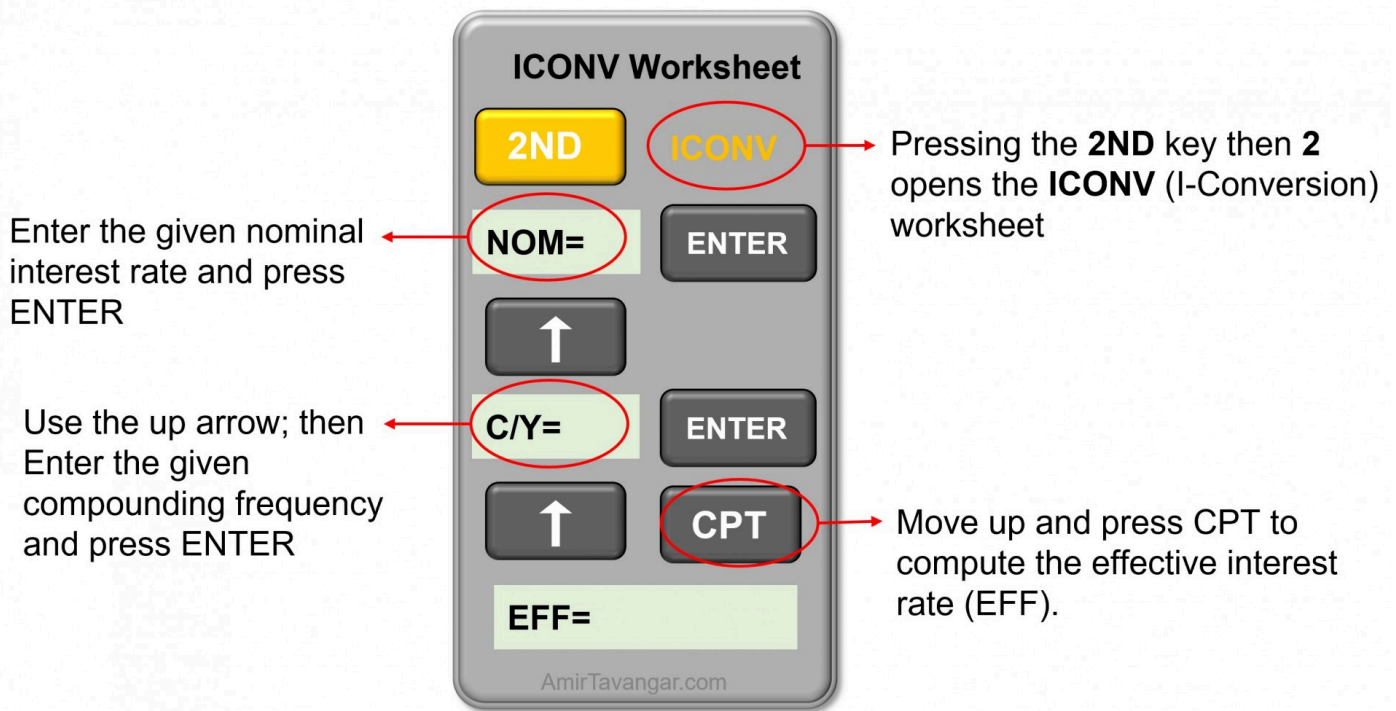 ICONV Worksheet
2ND
ICONV
Pressing the 2ND key then 2
opens the ICONV (I-Conversion)
worksheet
Enter the given nominal
interest rate and press
ENTER
NOM=
ENTER
↑
Use the up arrow; then
Enter the given
compounding frequency
and press ENTER
C/Y=
ENTER
↑
CPT
Move up and press CPT to
compute the effective interest
rate (EFF).
EFF=
AmirTavangar.com